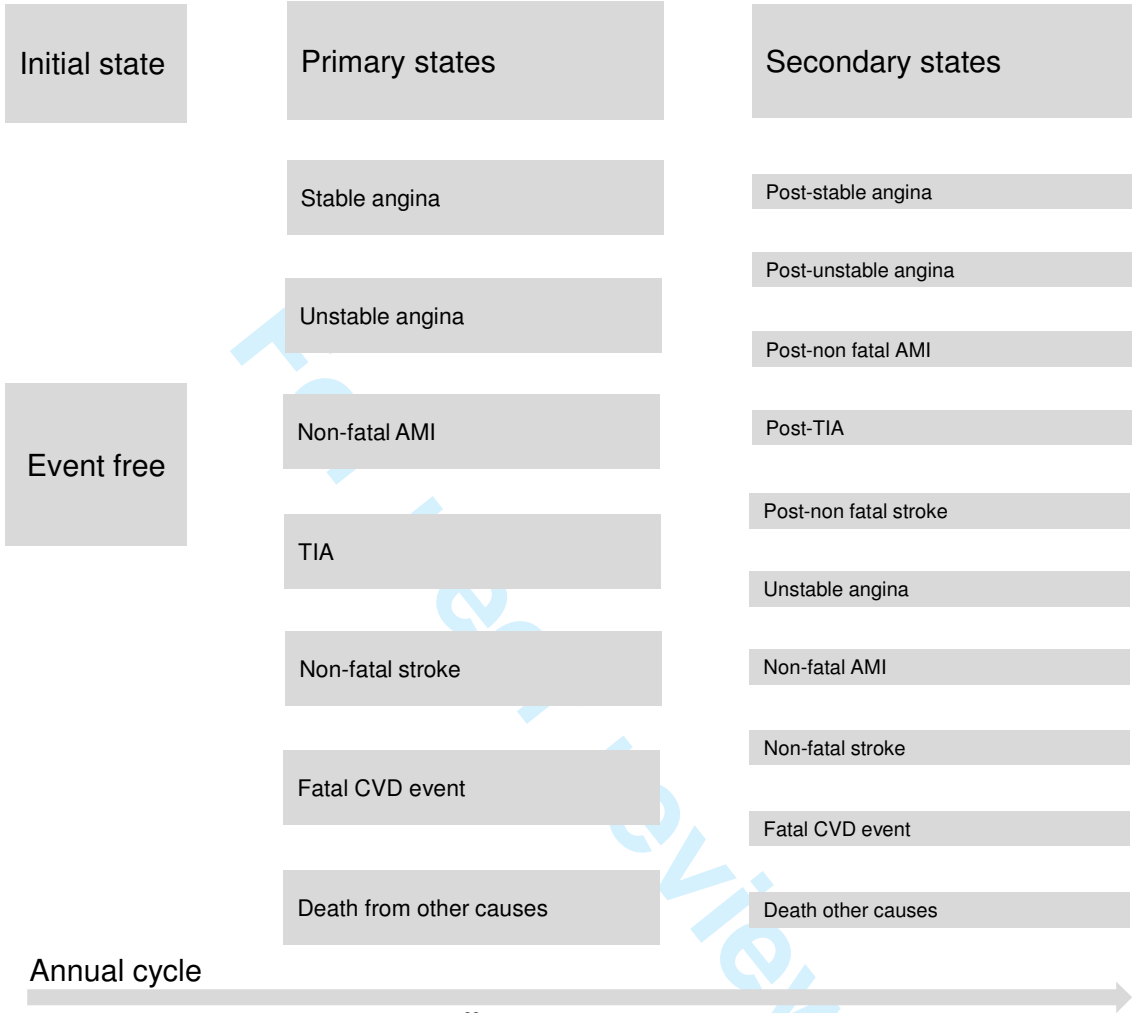 Initial state
Primary states
Secondary states
Stable angina
Unstable angina
Non-fatal AMI
TIA
Non-fatal stroke
Fatal CVD event
Death from other causes
Event free
Post-stable angina
Post-unstable angina
Post-non fatal AMI
Post-TIA
Post-non fatal stroke
Unstable angina
Non-fatal AMI
Non-fatal stroke
Fatal CVD event
Death other causes
Annual cycle